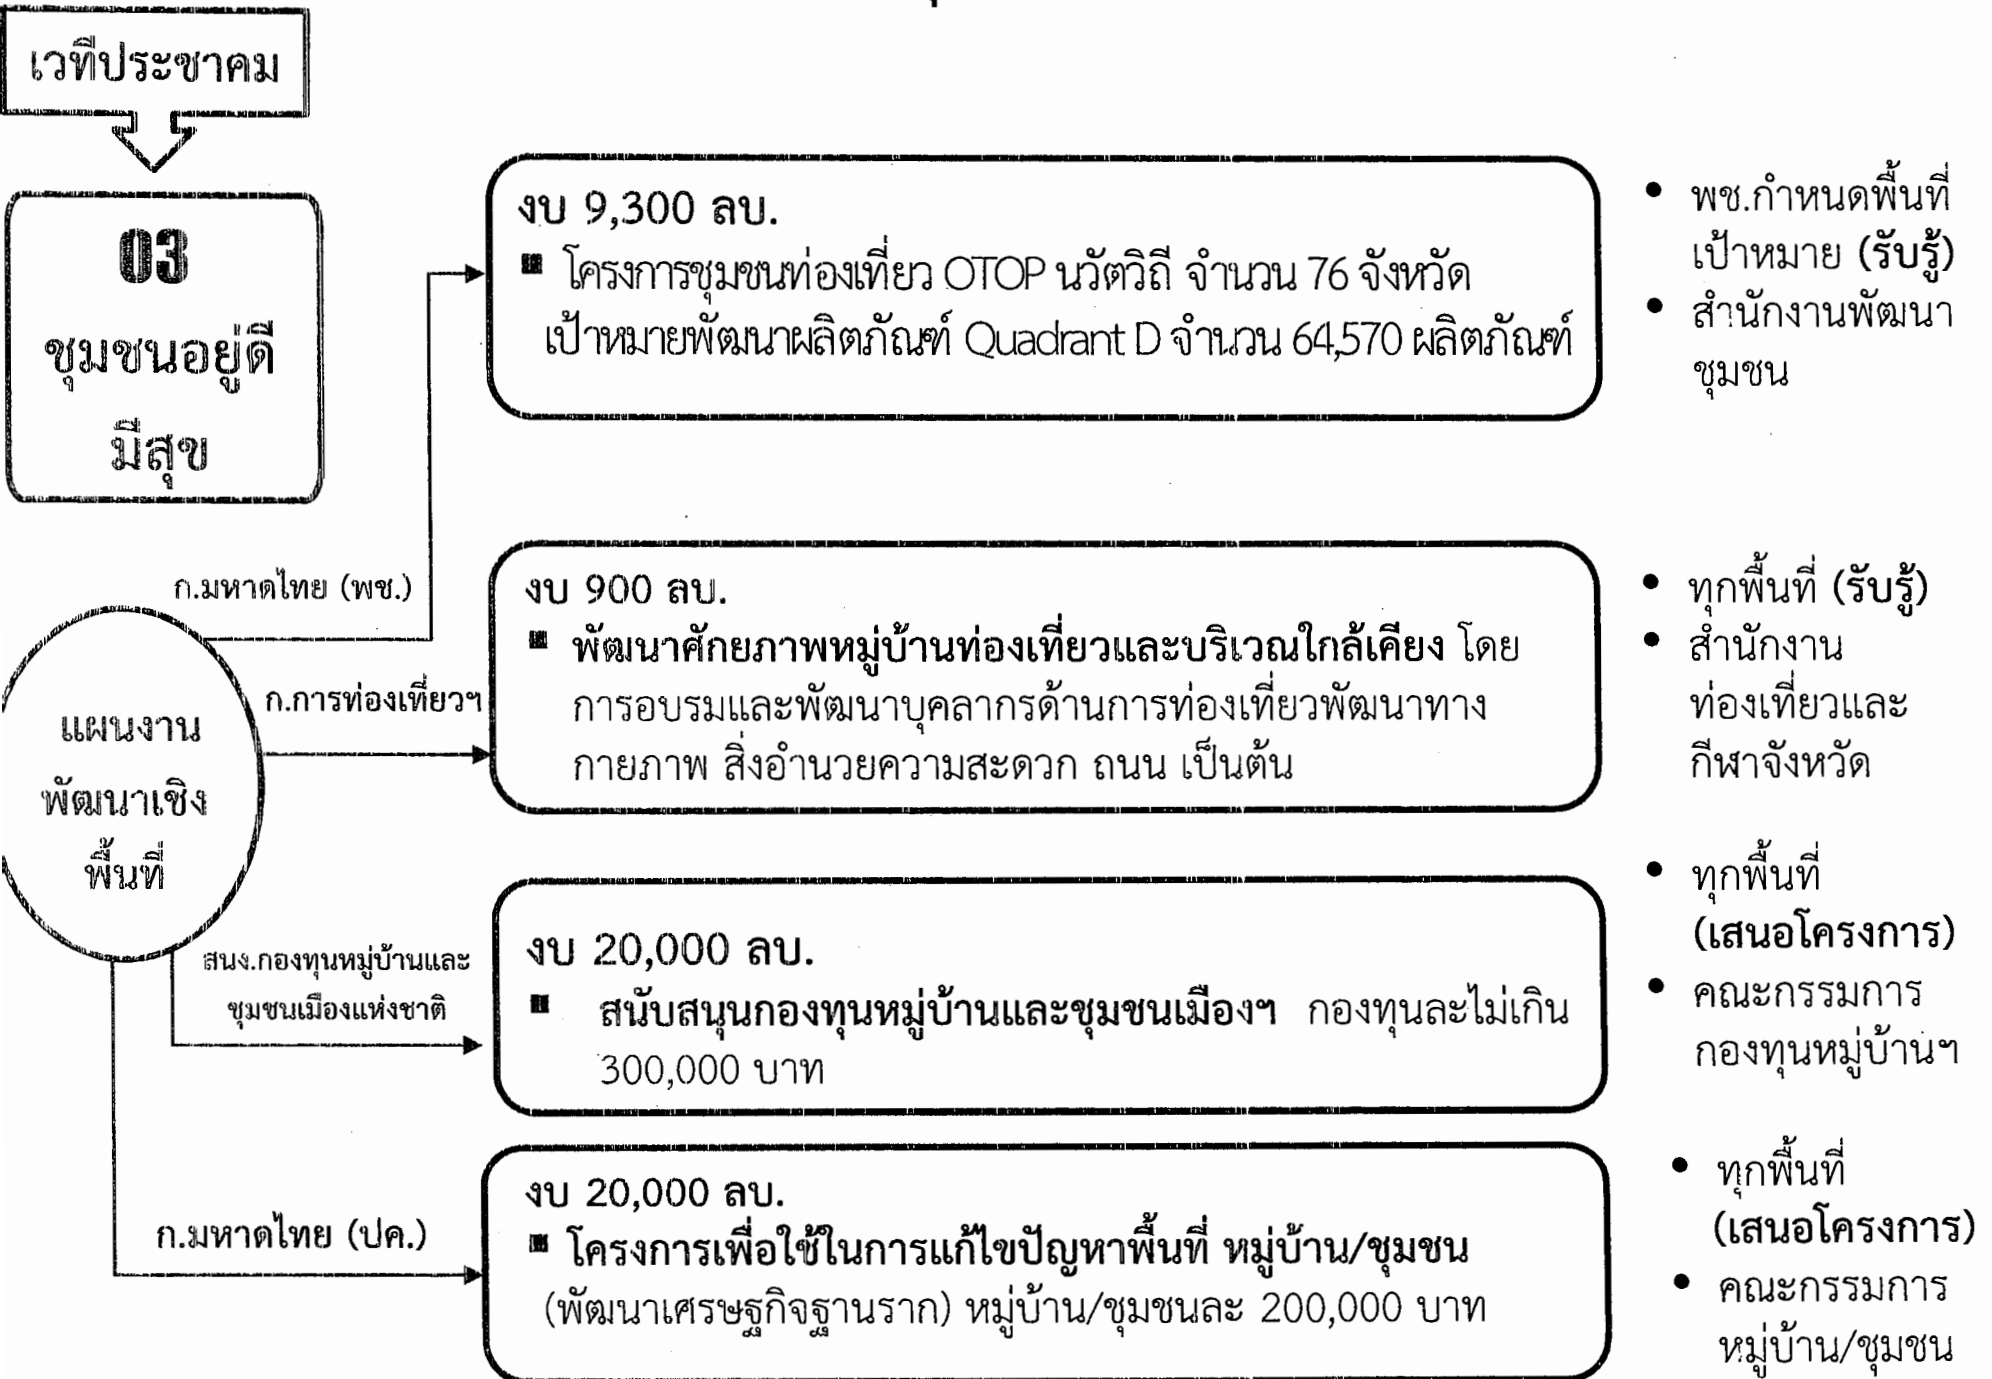 เวทีประชาคม
03
ชุมชนอยู่ดี
มีสุข
งบ 9,300 ลบ.
▪ โครงการชุมชนท่องเที่ยว OTOP นวัตวิถี จำนวน 76 จังหวัด
เป้าหมายพัฒนาผลิตภัณฑ์ Quadrant D จำนวน 64,570 ผลิตภัณฑ์
• พช.กำหนดพื้นที่
เป้าหมาย (รับรู้)
• สำนักงานพัฒนา
ชุมชน
ก.มหาดไทย (พช.)
ก.การท่องเที่ยวฯ
แผนงาน
พัฒนาเชิง
พื้นที่
งบ 900 ลบ.
▪ พัฒนาศักยภาพหมู่บ้านท่องเที่ยวและบริเวณใกล้เคียง โดย
การอบรมและพัฒนาบุคลากรด้านการท่องเที่ยวพัฒนาทาง
กายภาพ สิ่งอำนวยความสะดวก ถนน เป็นต้น
• ทุกพื้นที่ (รับรู้)
• สำนักงาน
ท่องเที่ยวและ
กีฬาจังหวัด
สนง.กองทุนหมู่บ้านและ
ชุมชนเมืองแห่งชาติ
งบ 20,000 ลบ.
▪ สนับสนุนกองทุนหมู่บ้านและชุมชนเมืองฯ กองทุนละไม่เกิน
300,000 บาท
• ทุกพื้นที่
(เสนอโครงการ)
• คณะกรรมการ
กองทุนหมู่บ้านฯ
ก.มหาดไทย (ปค.)
งบ 20,000 ลบ.
▪ โครงการเพื่อใช้ในการแก้ไขปัญหาพื้นที่ หมู่บ้าน/ชุมชน
(พัฒนาเศรษฐกิจฐานราก) หมู่บ้าน/ชุมชนละ 200,000 บาท
• ทุกพื้นที่
(เสนอโครงการ)
• คณะกรรมการ
หมู่บ้าน/ชุมชน